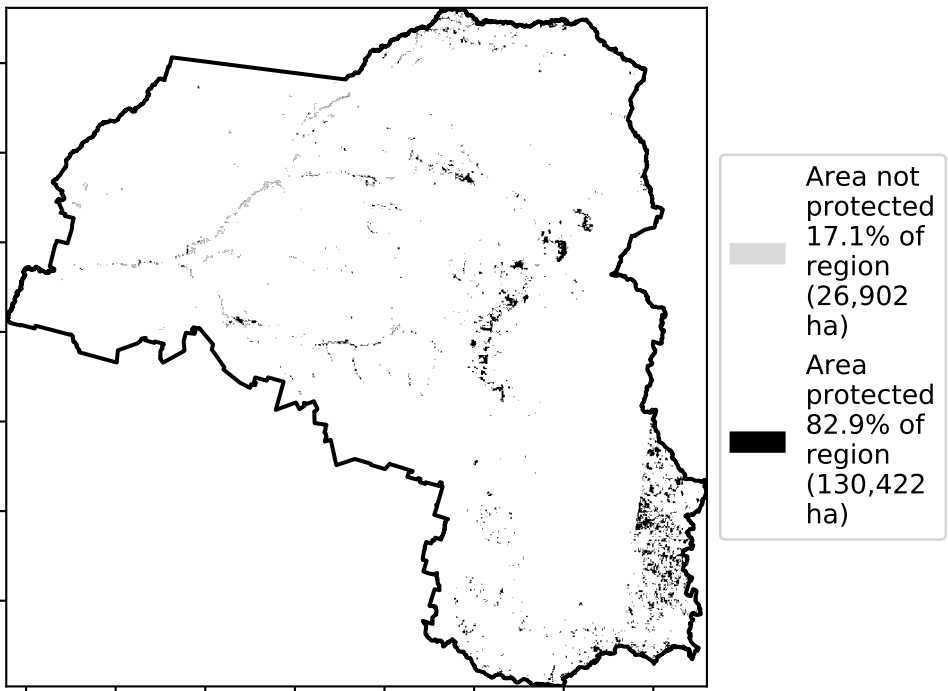 Area not
protected
17.1% of
region
(26,902
ha)
Area
protected
82.9% of
region
(130,422
ha)